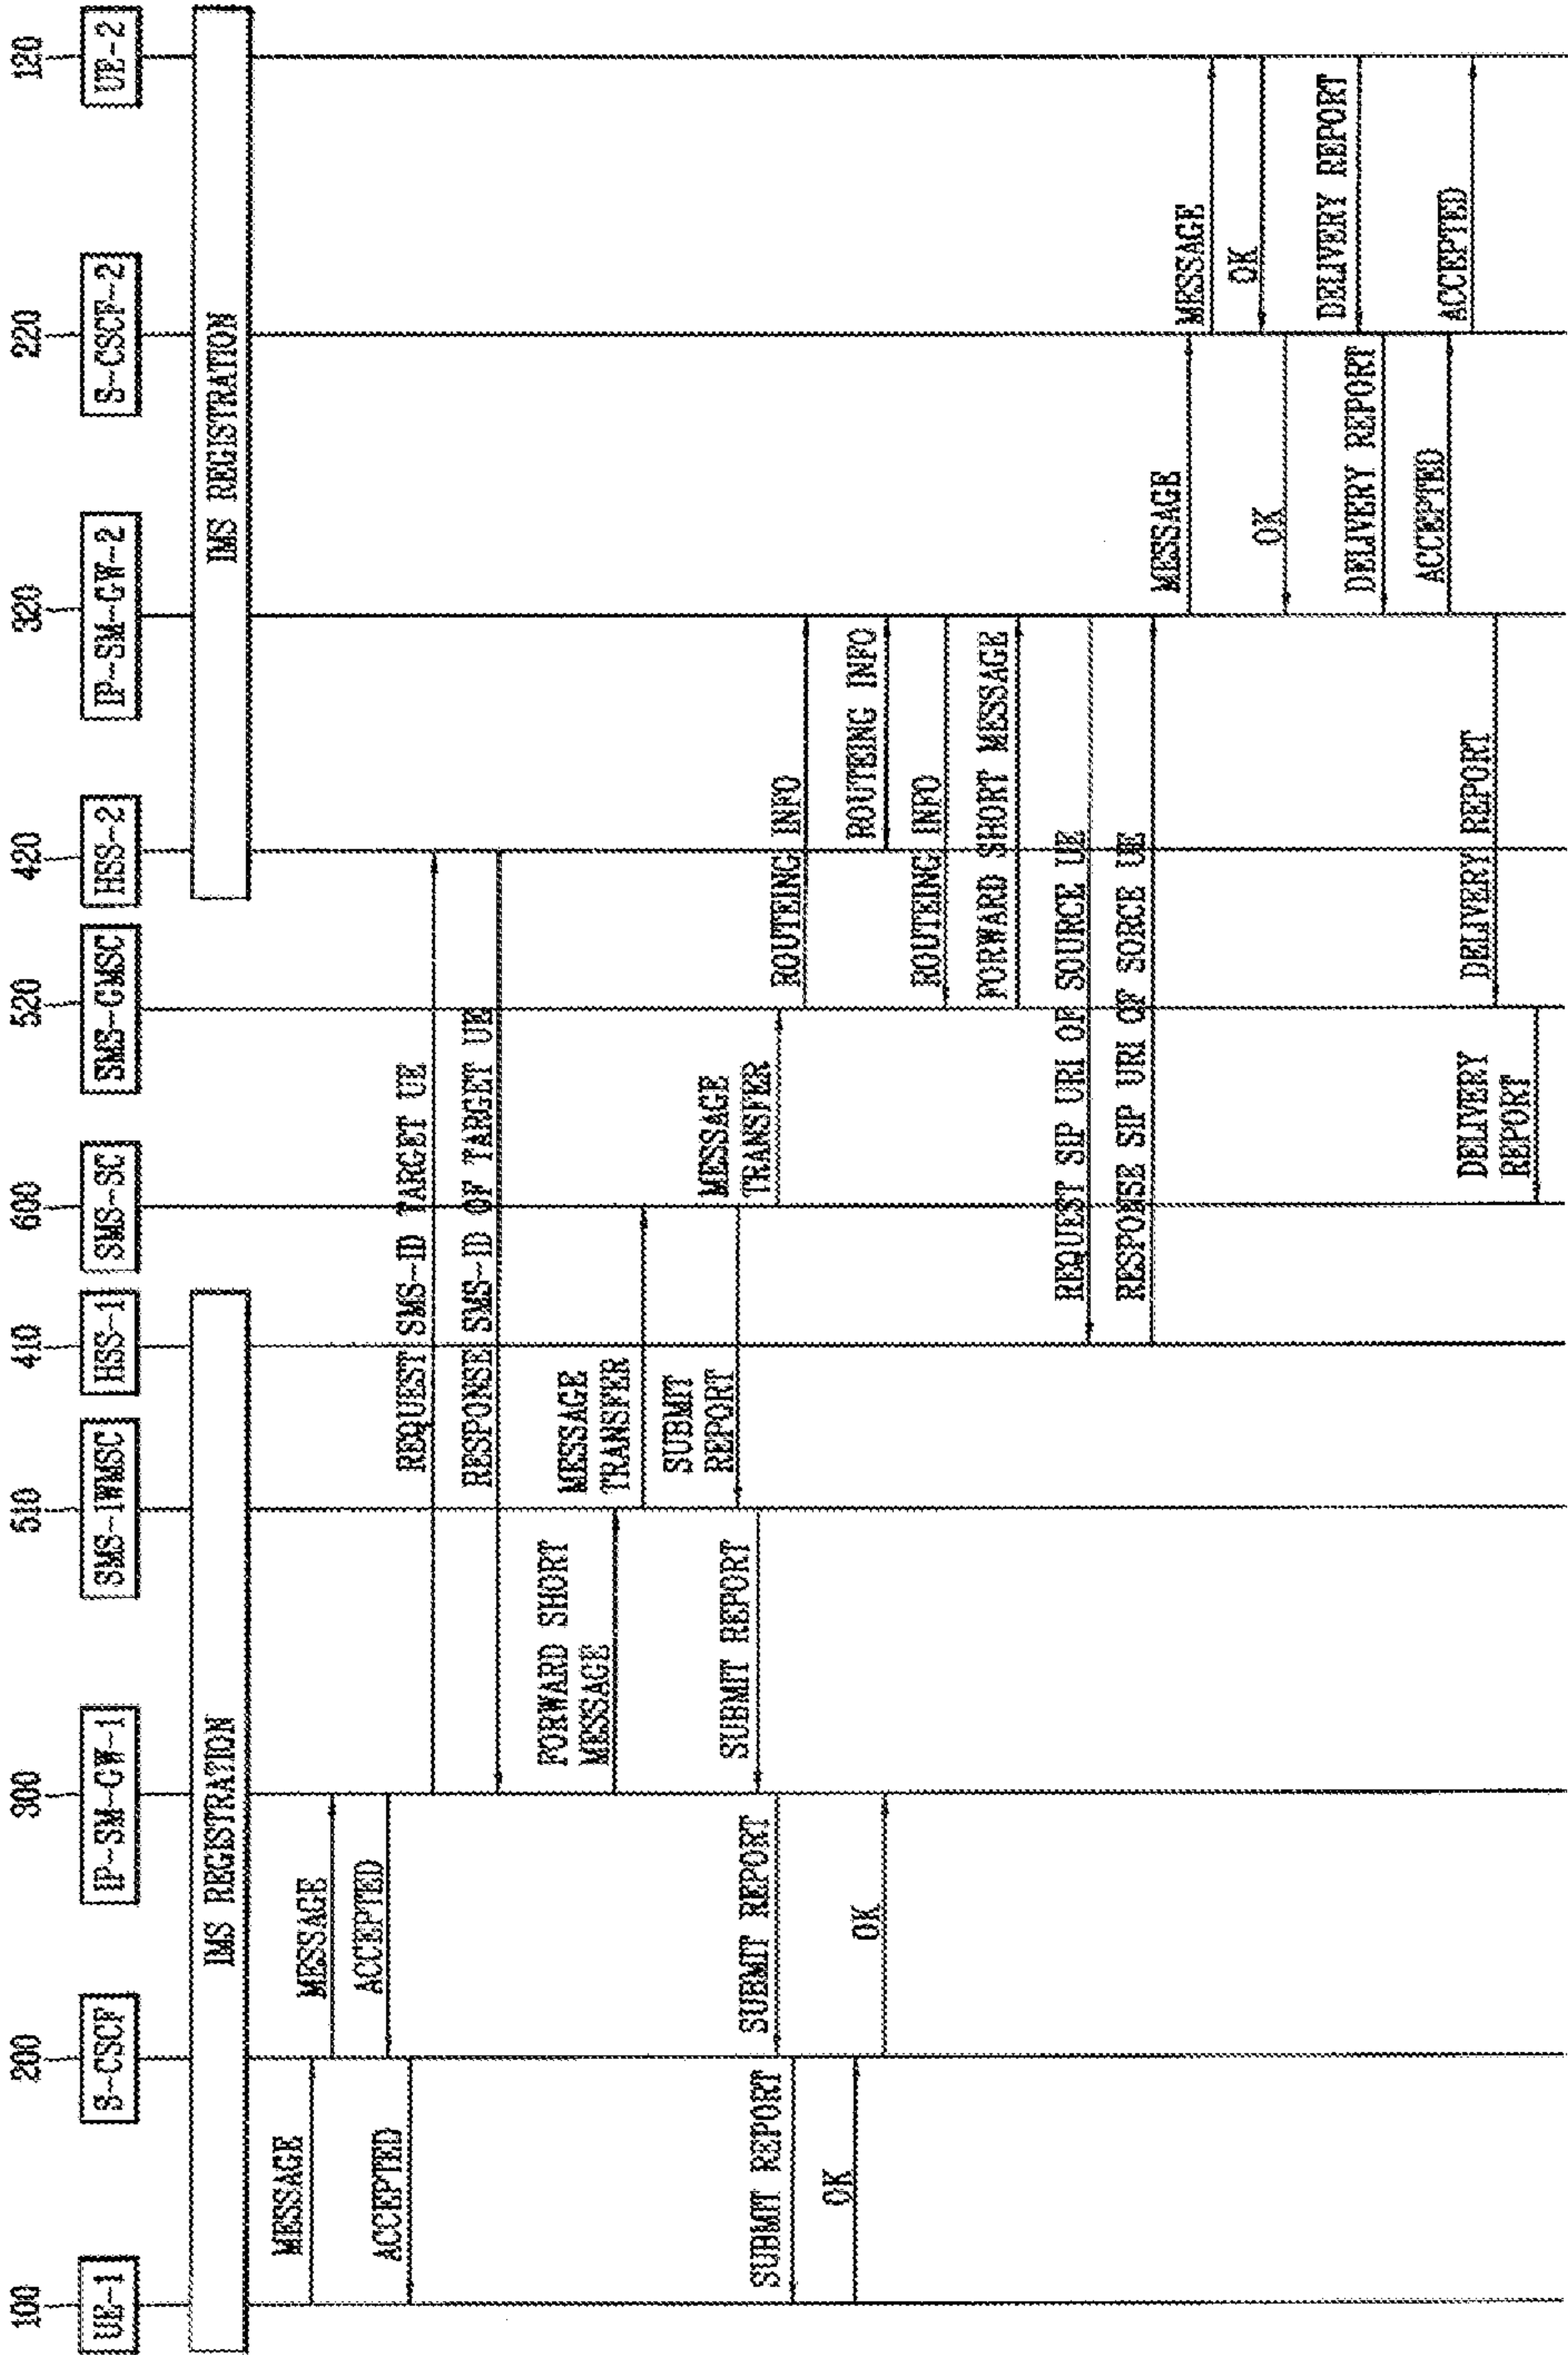 100
200
300
510
410
600
520
420
320
220
120
UE-1
S-CSCF
IP-SM-GW-1
SMS-IWMSC
HSS-1
SMS-SC
SMS-GMSC
HSS-2
IP-SM-GW-2
S-CSCF-2
UE-2
IMS REGISTRATION
IMS REGISTRATION
MESSAGE
MESSAGE
ACCEPTED
ACCEPTED
REQUEST SMS-ID TARGET UE
RESPONSE SMS-ID OF TARGET UE
FORWARD SHORT
MESSAGE
MESSAGE
TRANSFER
SUBMIT
REPORT
SUBMIT REPORT
SUBMIT REPORT
SUBMIT REPORT
OK
OK
MESSAGE
TRANSFER
ROUTEING INFO
ROUTEING INFO
ROUTEING INFO
FORWARD SHORT MESSAGE
REQUEST SIP URI OF SOURCE UE
RESPONSE SIP URI OF SORCE UE
MESSAGE
MESSAGE
OK
OK
DELIVERY REPORT
DELIVERY REPORT
ACCEPTED
ACCEPTED
DELIVERY REPORT
DELIVERY
REPORT